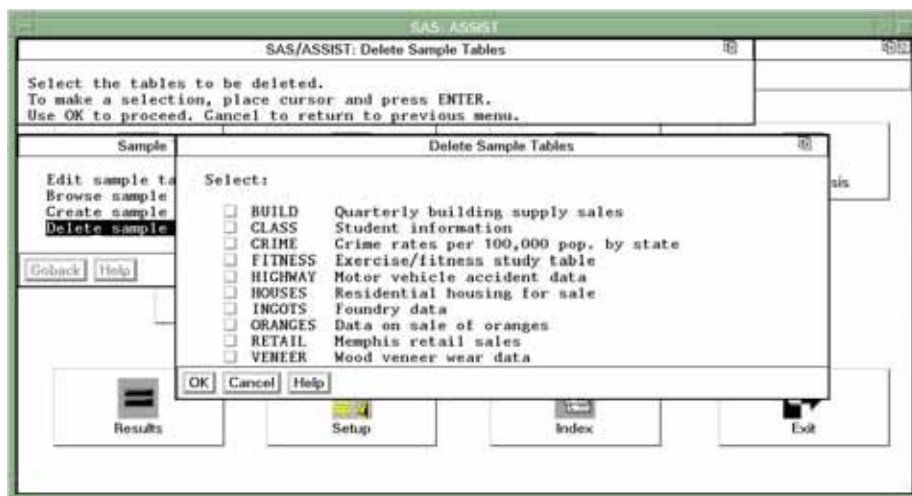 SAS: ASSIST
SAS/ASSIST: Delete Sample Tables
Select the tables to be deleted.
To make a selection, place cursor and press ENTER.
Use OK to proceed. Cancel to return to previous menu.
Sample
Edit sample ta
Browse sample
Create sample
Delete sample
Goback Help
Delete Sample Tables
Select:
BUILD Quarterly building supply sales
CLASS Student information
CRIME Crime rates per 100,000 pop. by state
FITNESS Exercise/fitness study table
HIGHWAY Motor vehicle accident data
HOUSES Residential housing for sale
INGOTS Foundry data
ORANGES Data on sale of oranges
RETAIL Memphis retail sales
VENEER Wood veneer wear data
OK Cancel Help
sis
Results Setup Index Exit